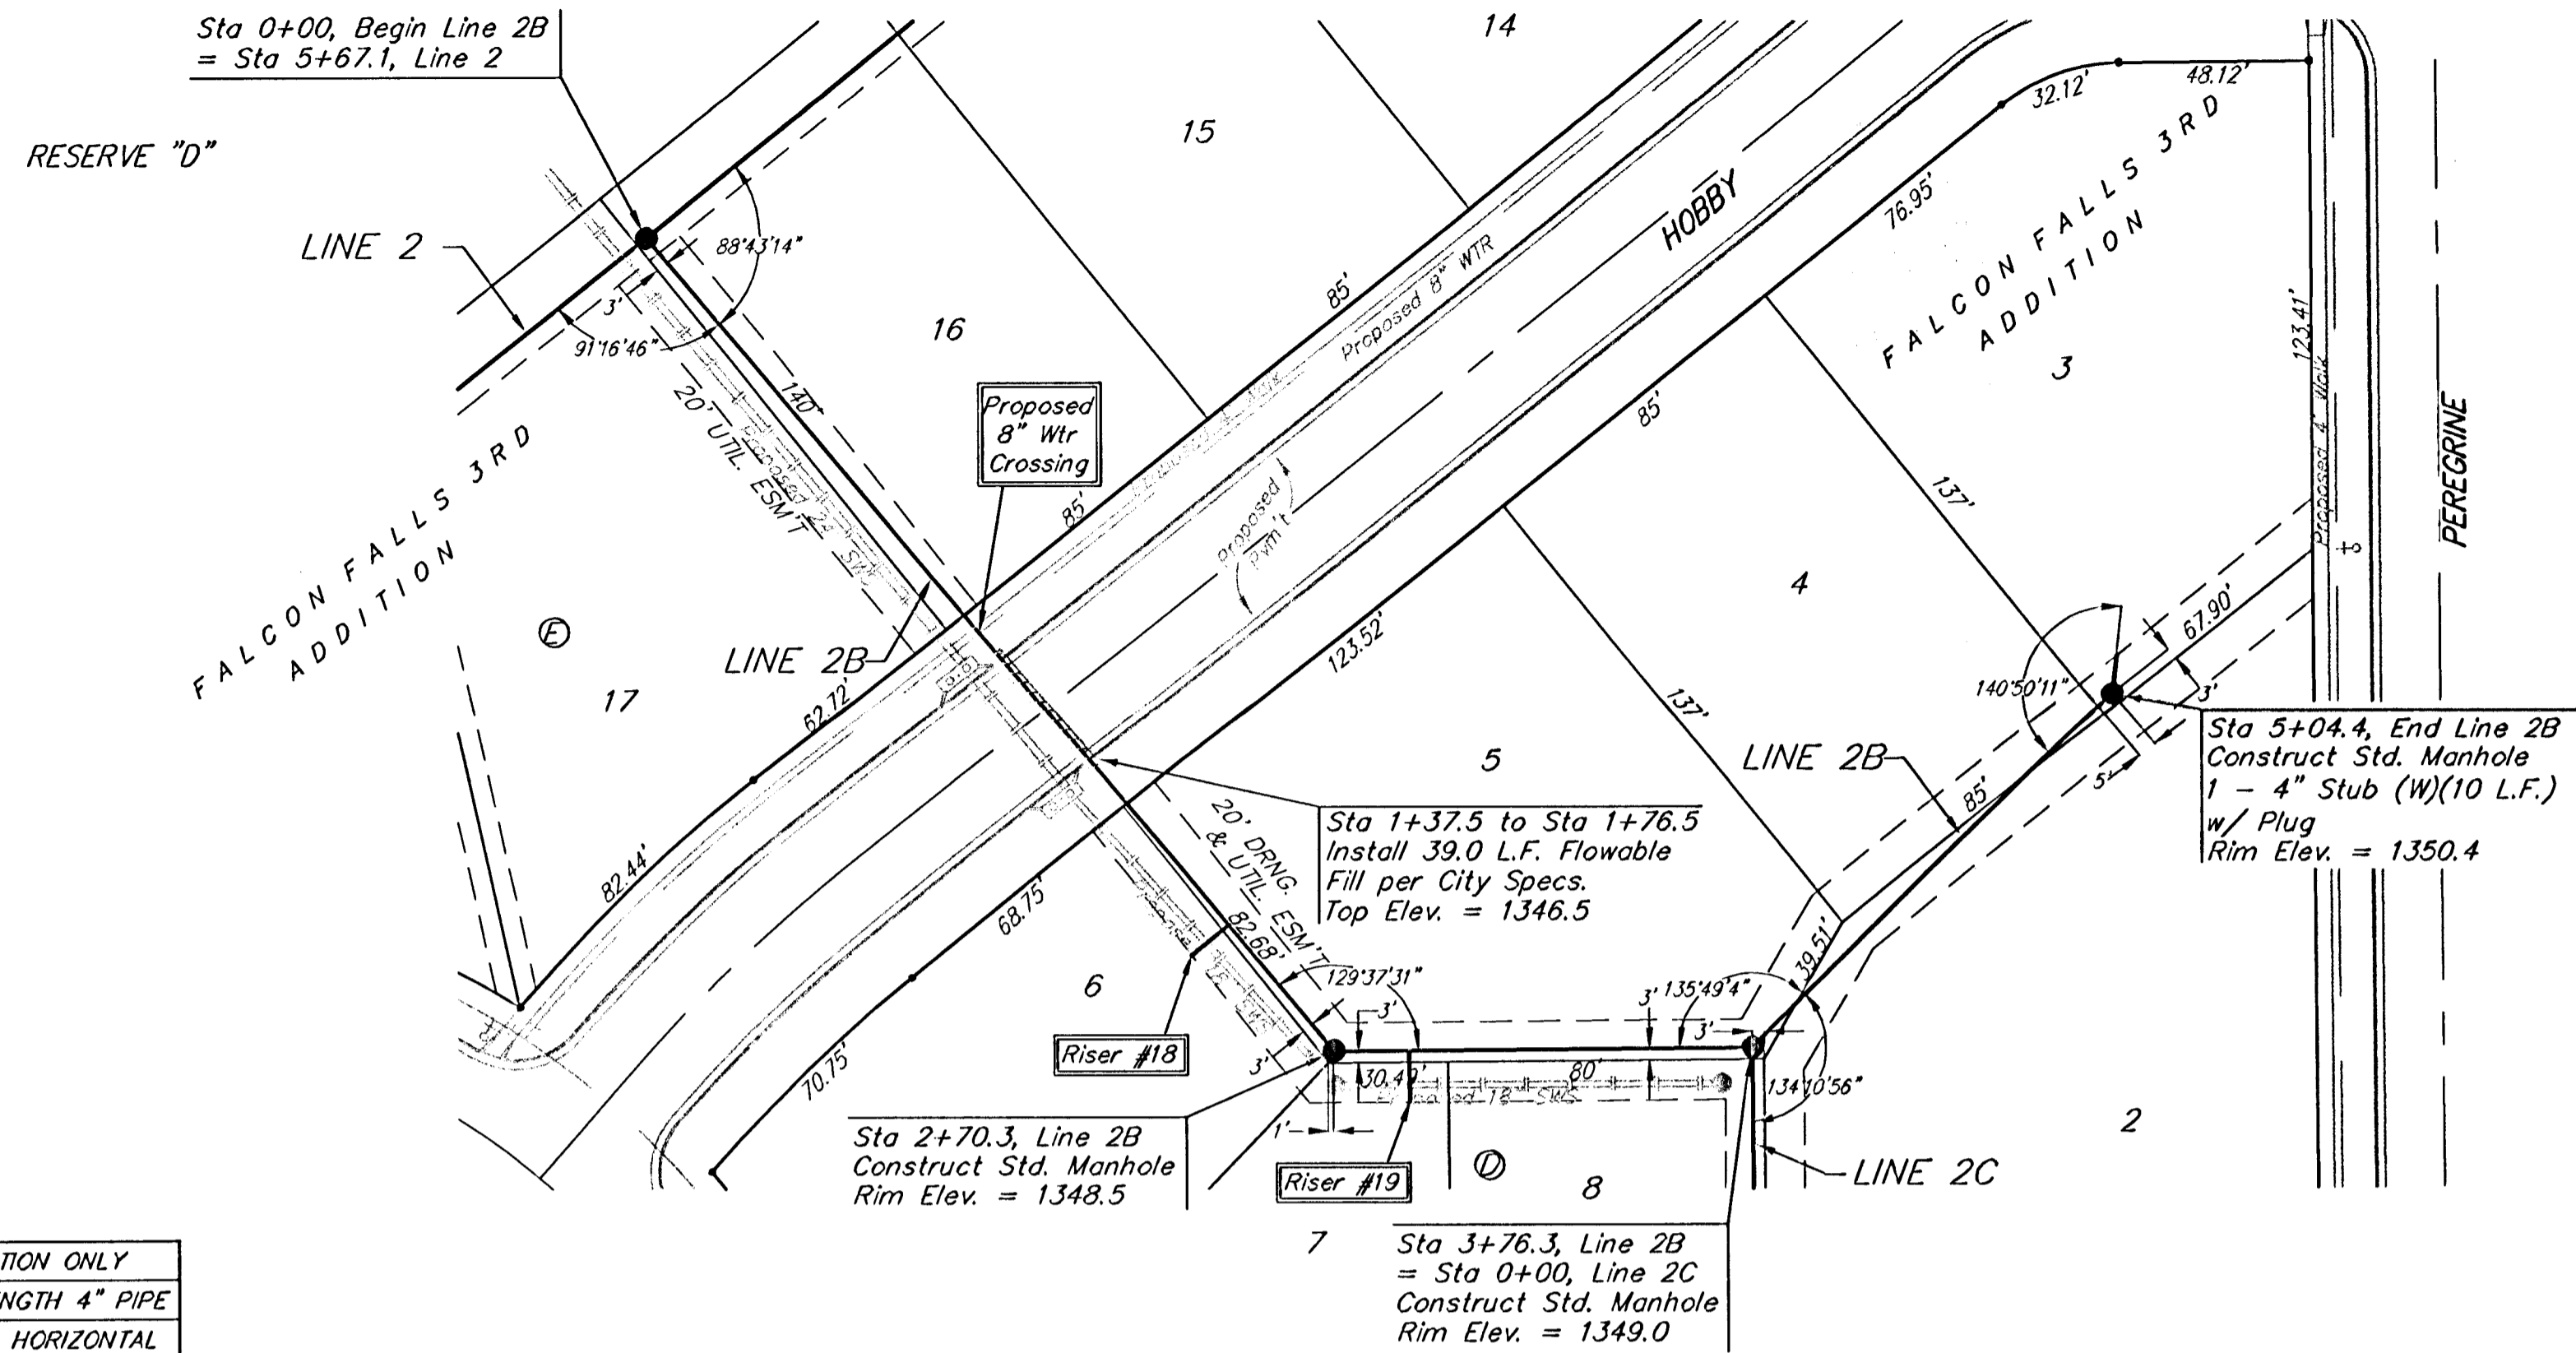 Sta 0+00, Begin Line 2B
= Sta 5+67.1, Line 2
RESERVE "D"
LINE 2
88°43'14"
3'
91°16'46"
14
15
16
17
85'
85'
140'
20' UTIL. ESM'T
Proposed
8" Wtr
Crossing
Proposed 8" WTR
HOBBY
32.12'
48.12'
76.95'
FALCON FALLS 3RD
ADDITION
3
123.41'
Proposed 4' Walk
PEREGRINE
85'
137'
Proposed
Pvm't
FALCON FALLS 3RD
ADDITION
E
LINE 2B
62.72'
82.44'
123.52'
4
137'
5
67.90'
140°50'11"
3'
5'
LINE 2B
85'
Sta 5+04.4, End Line 2B
Construct Std. Manhole
1 - 4" Stub (W)(10 L.F.)
w/ Plug
Rim Elev. = 1350.4
Sta 1+37.5 to Sta 1+76.5
Install 39.0 L.F. Flowable
Fill per City Specs.
Top Elev. = 1346.5
20' DRNG.
& UTIL. ESM'T
82.68'
68.75'
70.75'
6
39.51'
129°37'31"
135°49'4"
3'
3'
3'
3'
Riser #18
30.49'
80'
18" SWS
134°10'56"
1'
2
Sta 2+70.3, Line 2B
Construct Std. Manhole
Rim Elev. = 1348.5
Riser #19
D
8
LINE 2C
7
Sta 3+76.3, Line 2B
= Sta 0+00, Line 2C
Construct Std. Manhole
Rim Elev. = 1349.0
TION ONLY
NGTH 4" PIPE
HORIZONTAL